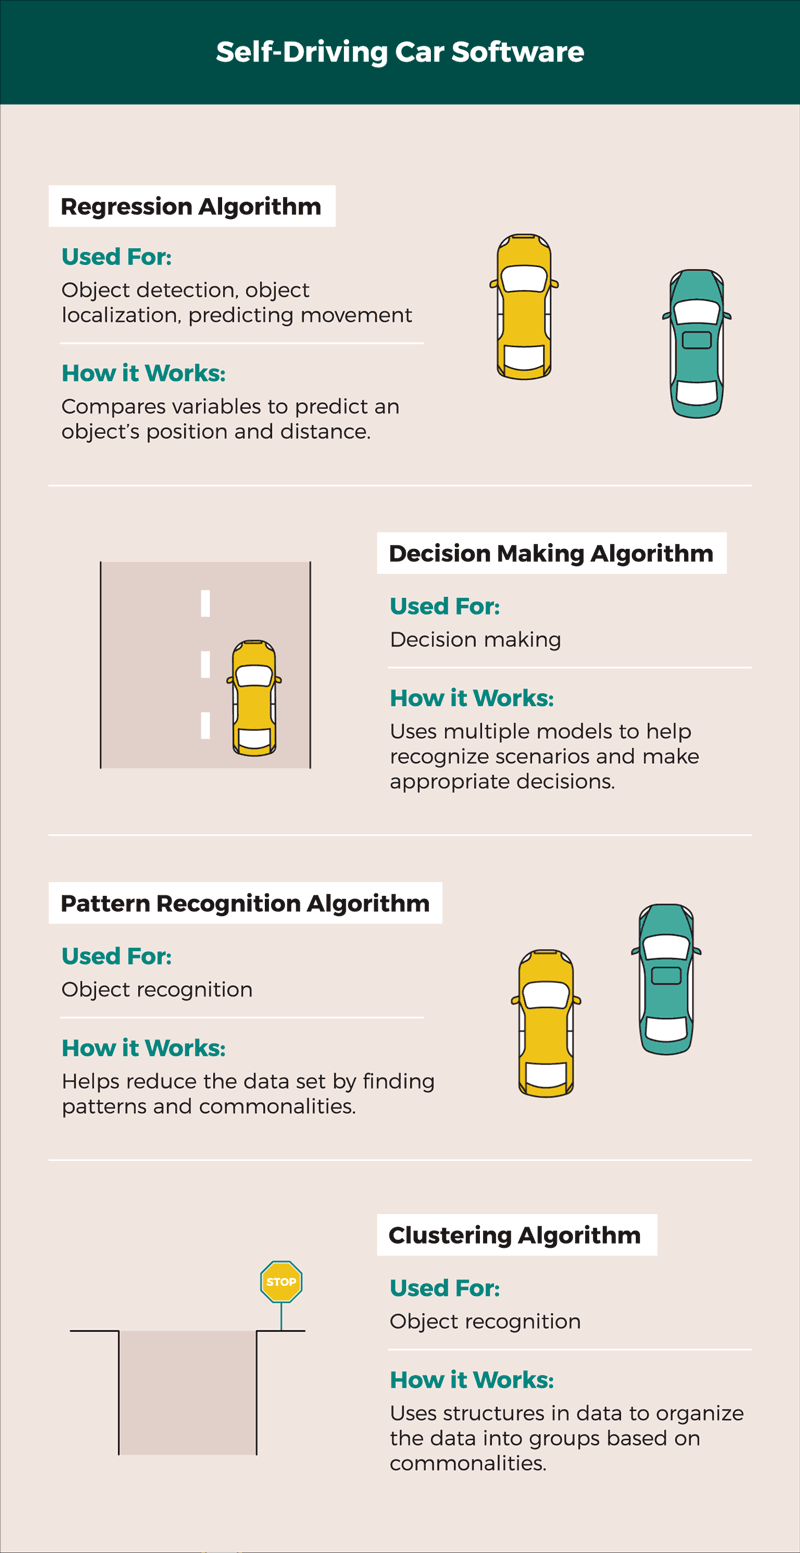 Self-Driving Car Software
Regression Algorithm
Used For:
Object detection, object
localization, predicting movement
How it Works:
Compares variables to predict an
object's position and distance.
Decision Making Algorithm
Used For:
Decision making
How it Works:
Uses multiple models to help
recognize scenarios and make
appropriate decisions.
Pattern Recognition Algorithm
Used For:
Object recognition
How it Works:
Helps reduce the data set by finding
patterns and commonalities.
Clustering Algorithm
Used For:
Object recognition
How it Works:
Uses structures in data to organize
the data into groups based on
commonalities.
STOP